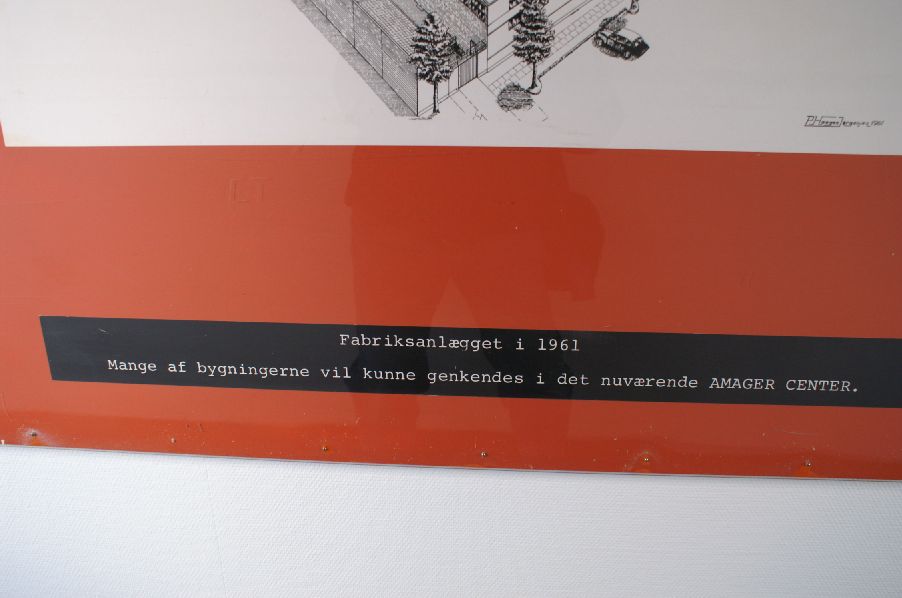 Fabriksanlægget i 1961
Mange af bygningerne vil kunne genkendes i det nuværende AMAGER CENTER.